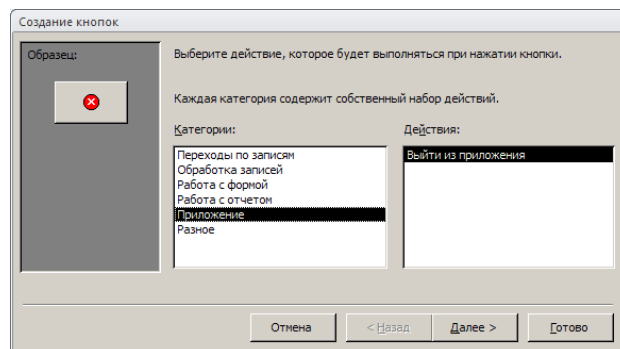 Создание кнопок
Образец:
Выберите действие, которое будет выполняться при нажатии кнопки.
Каждая категория содержит собственный набор действий.
Категории:
Действия:
Переходы по записям
Обработка записей
Работа с формой
Работа с отчетом
Приложение
Разное
Выйти из приложения
Отмена
< Назад
Далее >
Готово